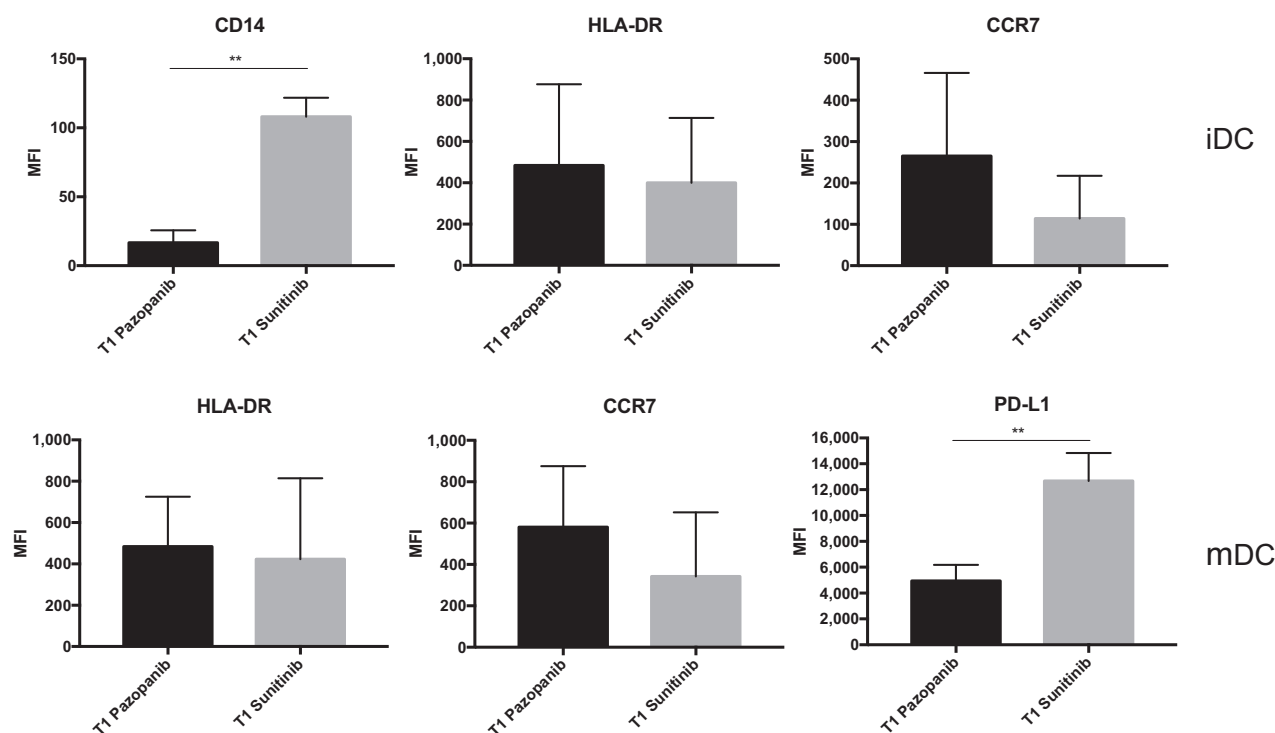 CD14
150
**
100
MFI
50
0
T1 Pazopanib
T1 Sunitinib
HLA-DR
1,000
800
600
MFI
400
200
0
T1 Pazopanib
T1 Sunitinib
CCR7
500
400
300
MFI
200
100
0
T1 Pazopanib
T1 Sunitinib
iDC
HLA-DR
1,000
800
600
MFI
400
200
0
T1 Pazopanib
T1 Sunitinib
CCR7
1,000
800
600
MFI
400
200
0
T1 Pazopanib
T1 Sunitinib
PD-L1
16,000
**
14,000
12,000
10,000
MFI
8,000
6,000
4,000
2,000
0
T1 Pazopanib
T1 Sunitinib
mDC